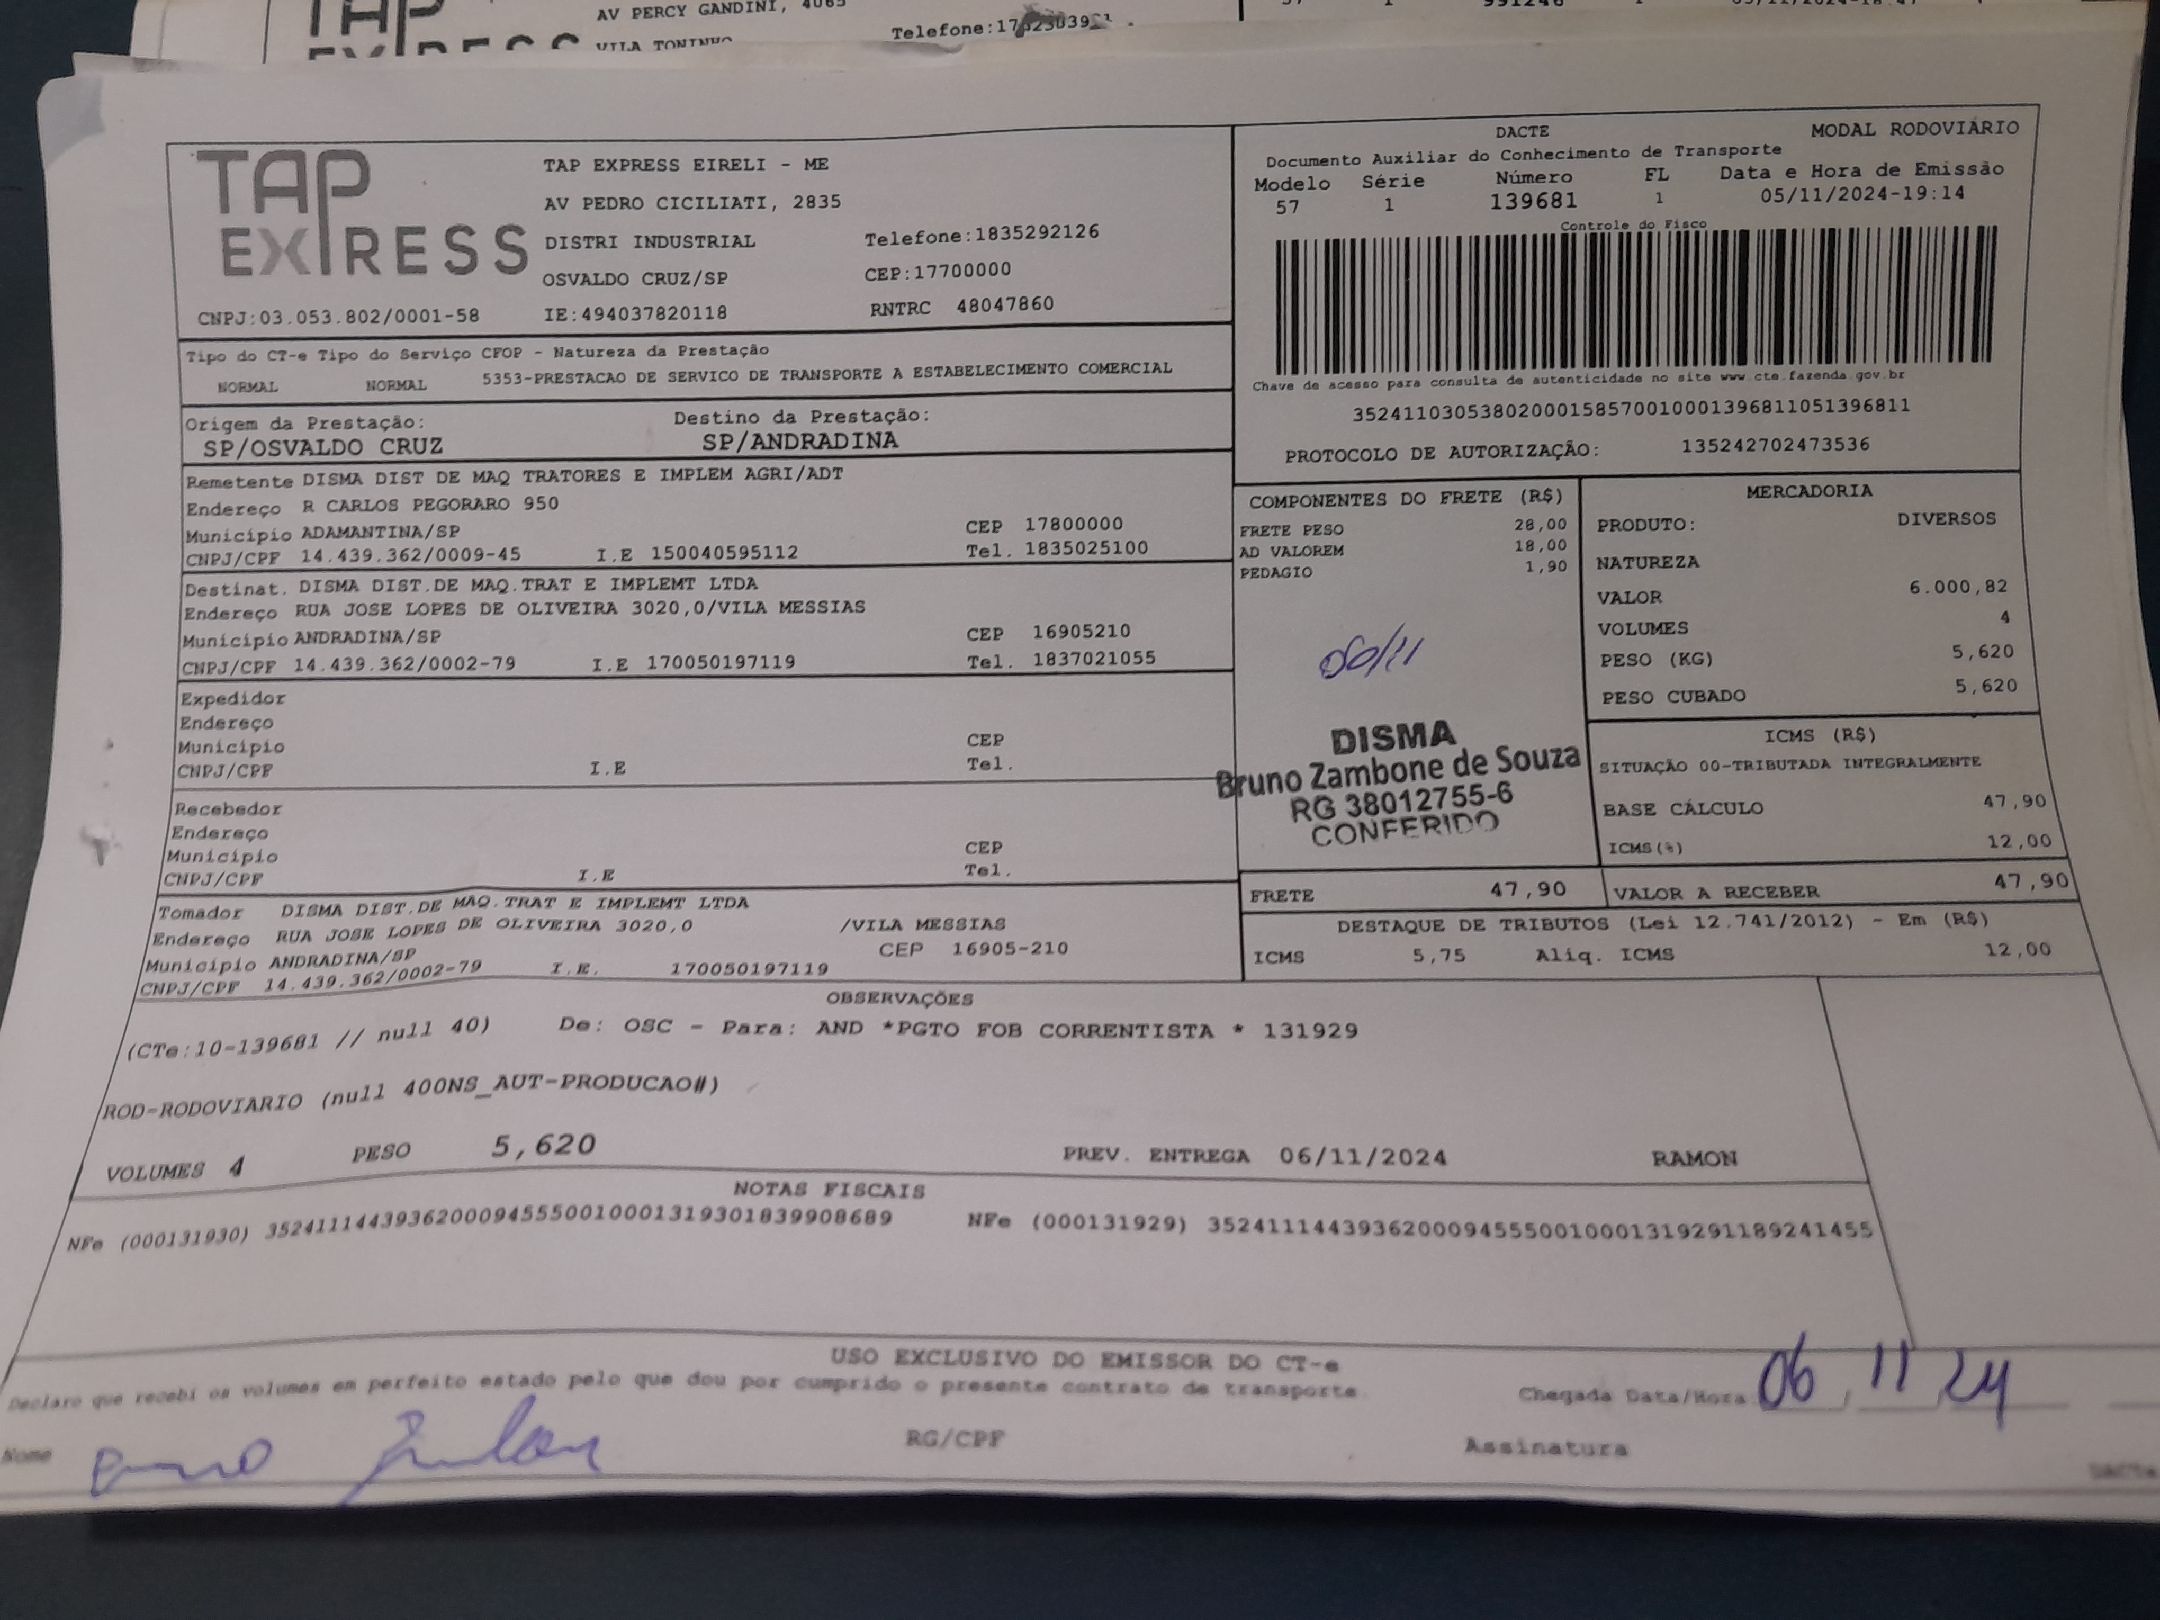 AV PERCY GANDINI, 4065
VILA TONINHO
TAP EXPRESS
TAP EXPRESS EIRELI - ME
AV PEDRO CICILIATI, 2835
DISTRI INDUSTRIAL Telefone:1835292126
OSVALDO CRUZ/SP CEP:17700000
CNPJ:03.053.802/0001-58 IE:494037820118 RNTRC 48047860
DACTE MODAL RODOVIÁRIO
Documento Auxiliar do Conhecimento de Transporte
Modelo Série Número FL Data e Hora de Emissão
57 1 139681 1 05/11/2024-19:14
Controle do Fisco
Chave de acesso para consulta de autenticidade no site www.cte.fazenda.gov.br
35241103053802000158570010001396811051396811
PROTOCOLO DE AUTORIZAÇÃO: 135242702473536
Tipo do CT-e Tipo do Serviço CFOP - Natureza da Prestação
NORMAL NORMAL 5353-PRESTACAO DE SERVICO DE TRANSPORTE A ESTABELECIMENTO COMERCIAL
Origem da Prestação: Destino da Prestação:
SP/OSVALDO CRUZ SP/ANDRADINA
Remetente DISMA DIST DE MAQ TRATORES E IMPLEM AGRI/ADT
Endereço R CARLOS PEGORARO 950
Município ADAMANTINA/SP CEP 17800000
CNPJ/CPF 14.439.362/0009-45 I.E 150040595112 Tel. 1835025100
Destinat. DISMA DIST.DE MAQ.TRAT E IMPLEMT LTDA
Endereço RUA JOSE LOPES DE OLIVEIRA 3020,0/VILA MESSIAS
Município ANDRADINA/SP CEP 16905210
CNPJ/CPF 14.439.362/0002-79 I.E 170050197119 Tel. 1837021055
Expedidor
Endereço
Município CEP
CNPJ/CPF I.E Tel.
Recebedor
Endereço
Município CEP
CNPJ/CPF I.E Tel.
Tomador DISMA DIST.DE MAQ.TRAT E IMPLEMT LTDA
Endereço RUA JOSE LOPES DE OLIVEIRA 3020,0 /VILA MESSIAS
Município ANDRADINA/SP CEP 16905-210
CNPJ/CPF 14.439.362/0002-79 I.E. 170050197119
COMPONENTES DO FRETE (R$)
FRETE PESO 28,00
AD VALOREM 18,00
PEDAGIO 1,90
DISMA
Bruno Zambone de Souza
RG 38012755-6
CONFERIDO
MERCADORIA
PRODUTO: DIVERSOS
NATUREZA
VALOR 6.000,82
VOLUMES 4
PESO (KG) 5,620
PESO CUBADO 5,620
ICMS (R$)
SITUAÇÃO 00-TRIBUTADA INTEGRALMENTE
BASE CÁLCULO 47,90
ICMS(%) 12,00
FRETE 47,90 VALOR A RECEBER 47,90
DESTAQUE DE TRIBUTOS (Lei 12.741/2012) - Em (R$)
ICMS 5,75 Aliq. ICMS 12,00
OBSERVAÇÕES
(CTe:10-139681 // null 40) De: OSC - Para: AND *PGTO FOB CORRENTISTA * 131929
ROD-RODOVIARIO (null 400NS_AUT-PRODUCAO#)
VOLUMES 4 PESO 5,620 PREV. ENTREGA 06/11/2024 RAMON
NOTAS FISCAIS
NFe (000131930) 35241114439362000945550010001319301839908689 NFe (000131929) 35241114439362000945550010001319291189241455
USO EXCLUSIVO DO EMISSOR DO CT-e
Declaro que recebi os volumes em perfeito estado pelo que dou por cumprido o presente contrato de transporte
Chegada Data/Hora 06/11/24
Nome RG/CPF Assinatura
DACTe